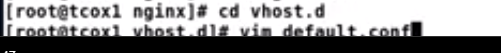 [root@tcox1 nginx]# cd vhost.d
[root@tcox1 vhost.d]# vim default.conf